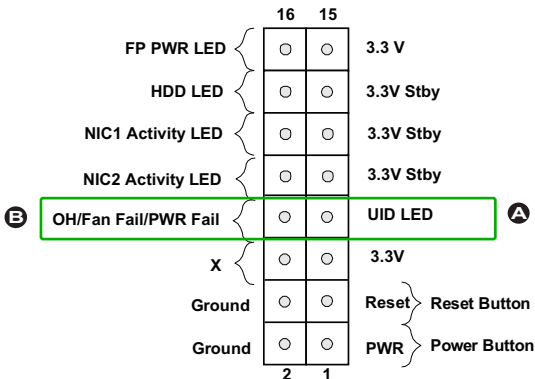 16 15
FP PWR LED 3.3 V
HDD LED 3.3V Stby
NIC1 Activity LED 3.3V Stby
NIC2 Activity LED 3.3V Stby
B OH/Fan Fail/PWR Fail UID LED A
X 3.3V
Ground Reset Reset Button
Ground PWR Power Button
2 1